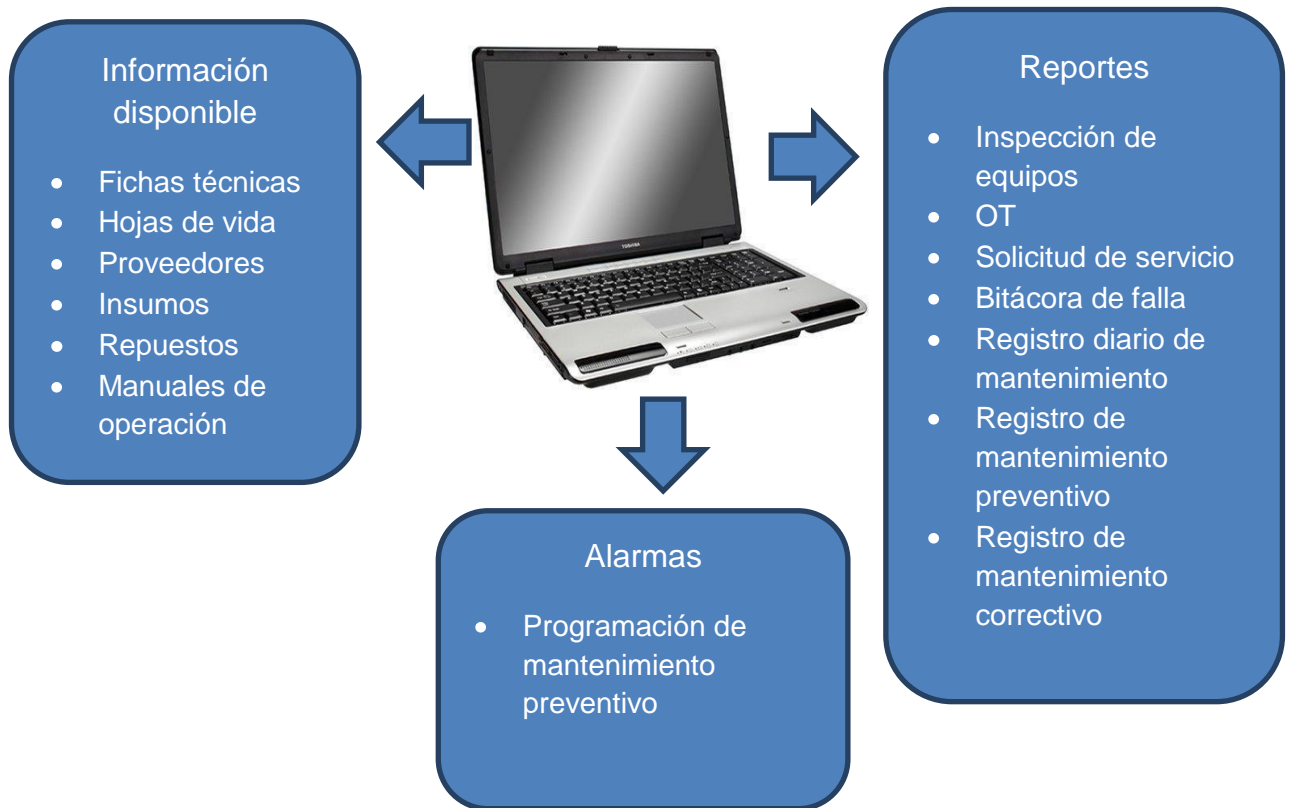 Información
disponible
• Fichas técnicas
• Hojas de vida
• Proveedores
• Insumos
• Repuestos
• Manuales de
operación
TOSHIBA
Reportes
• Inspección de
equipos
• OT
• Solicitud de servicio
• Bitácora de falla
• Registro diario de
mantenimiento
• Registro de
mantenimiento
preventivo
• Registro de
mantenimiento
correctivo
Alarmas
• Programación de
mantenimiento
preventivo